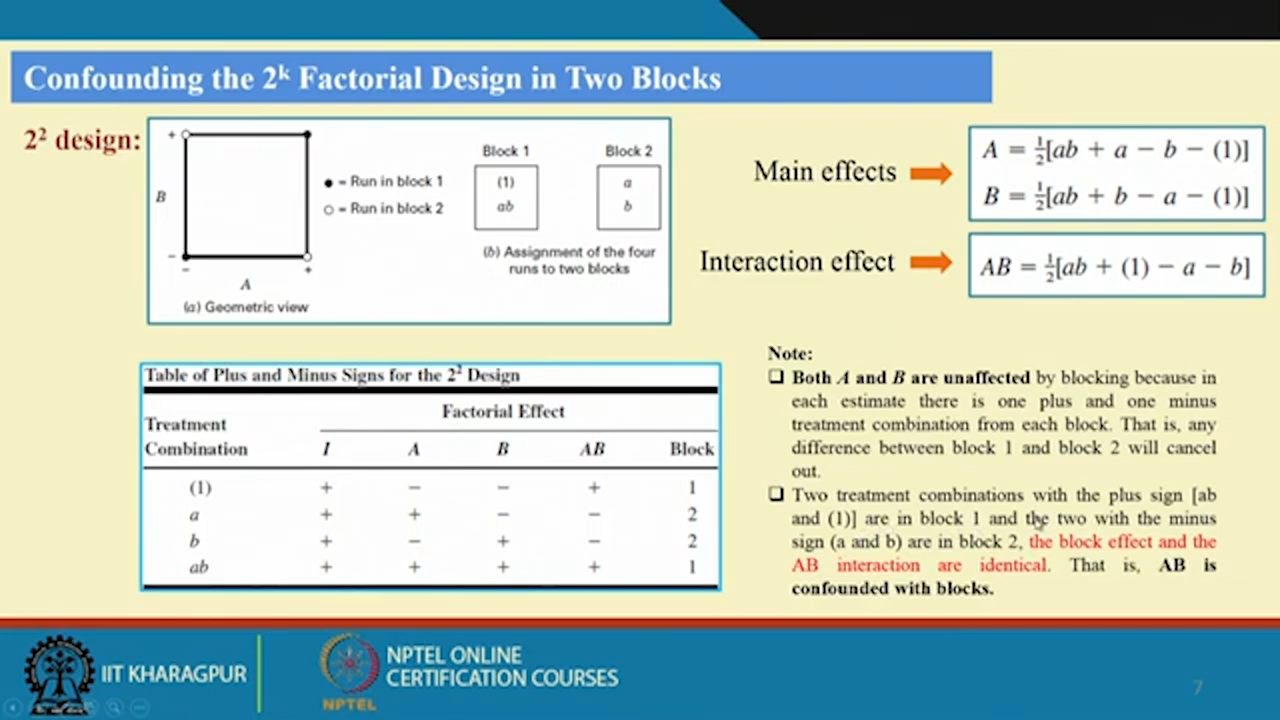 Confounding the 2ᵏ Factorial Design in Two Blocks
2² design:
+
B
−
−
+
A
(a) Geometric view
● = Run in block 1
○ = Run in block 2
Block 1
(1)
ab
Block 2
a
b
(b) Assignment of the four
runs to two blocks
Main effects
A = ½[ab + a − b − (1)]
B = ½[ab + b − a − (1)]
Interaction effect
AB = ½[ab + (1) − a − b]
Table of Plus and Minus Signs for the 2² Design
Factorial Effect
Treatment
Combination I A B AB Block
(1) + − − + 1
a + + − − 2
b + − + − 2
ab + + + + 1
Note:
❑ Both A and B are unaffected by blocking because in
each estimate there is one plus and one minus
treatment combination from each block. That is, any
difference between block 1 and block 2 will cancel
out.
❑ Two treatment combinations with the plus sign [ab
and (1)] are in block 1 and the two with the minus
sign (a and b) are in block 2, the block effect and the
AB interaction are identical. That is, AB is
confounded with blocks.
IIT KHARAGPUR
NPTEL
NPTEL ONLINE
CERTIFICATION COURSES
7